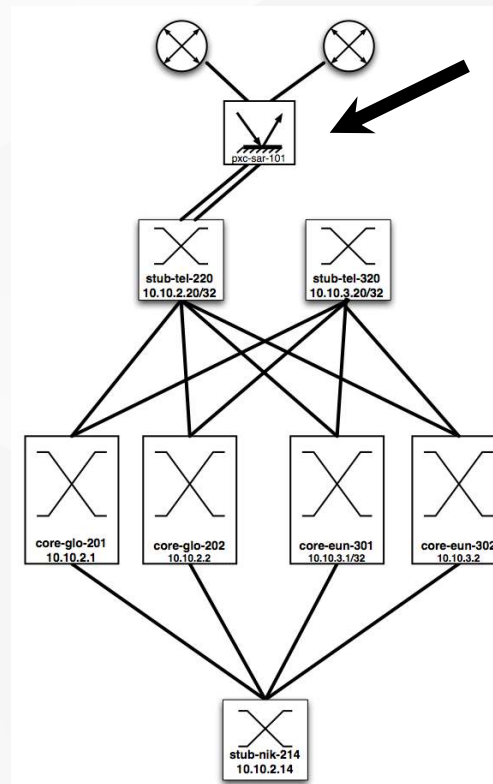 pxc-sar-101
stub-tel-220
10.10.2.20/32
stub-tel-320
10.10.3.20/32
core-glo-201
10.10.2.1
core-glo-202
10.10.2.2
core-eun-301
10.10.3.1/32
core-eun-302
10.10.3.2
stub-nik-214
10.10.2.14